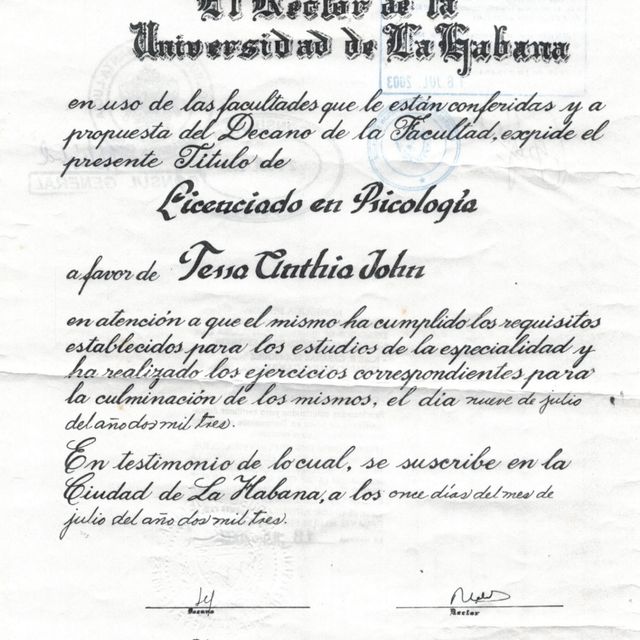 El Rector de la
Universidad de La Habana
en uso de las facultades que le están conferidas y a
propuesta del Decano de la Facultad, expide el
presente Título de
Licenciado en Psicología
a favor de Tessa Cinthia John
en atención a que el mismo ha cumplido los requisitos
establecidos para los estudios de la especialidad y
ha realizado los ejercicios correspondientes para
la culminación de los mismos, el día nueve de julio
del año dos mil tres.
En testimonio de lo cual, se suscribe en la
Ciudad de La Habana, a los once días del mes de
julio del año dos mil tres.
Decano Rector
18 JUL 2003
CONSUL GENERAL